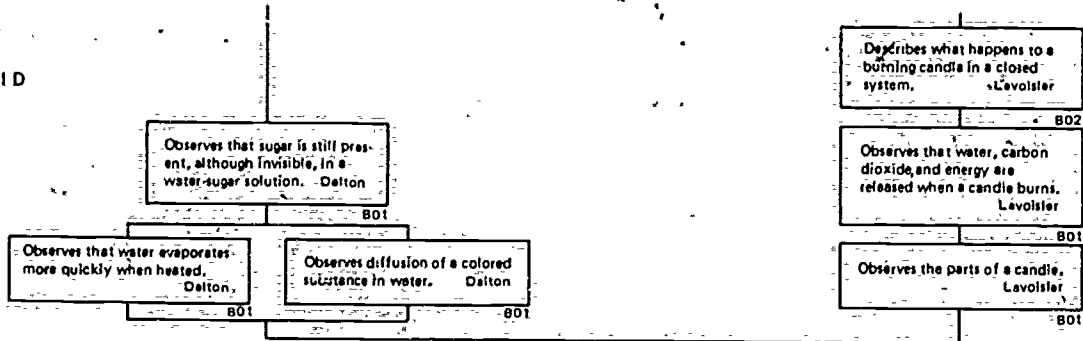 1 D
Observes that sugar is still pres-
ent, although invisible, in a
water-sugar solution. Dalton
B01
Observes that water evaporates
more quickly when heated.
Dalton
B01
Observes diffusion of a colored
substance in water. Dalton
B01
Describes what happens to a
burning candle in a closed
system. Lavoisier
B02
Observes that water, carbon
dioxide, and energy are
released when a candle burns.
Lavoisier
B01
Observes the parts of a candle.
Lavoisier
B01